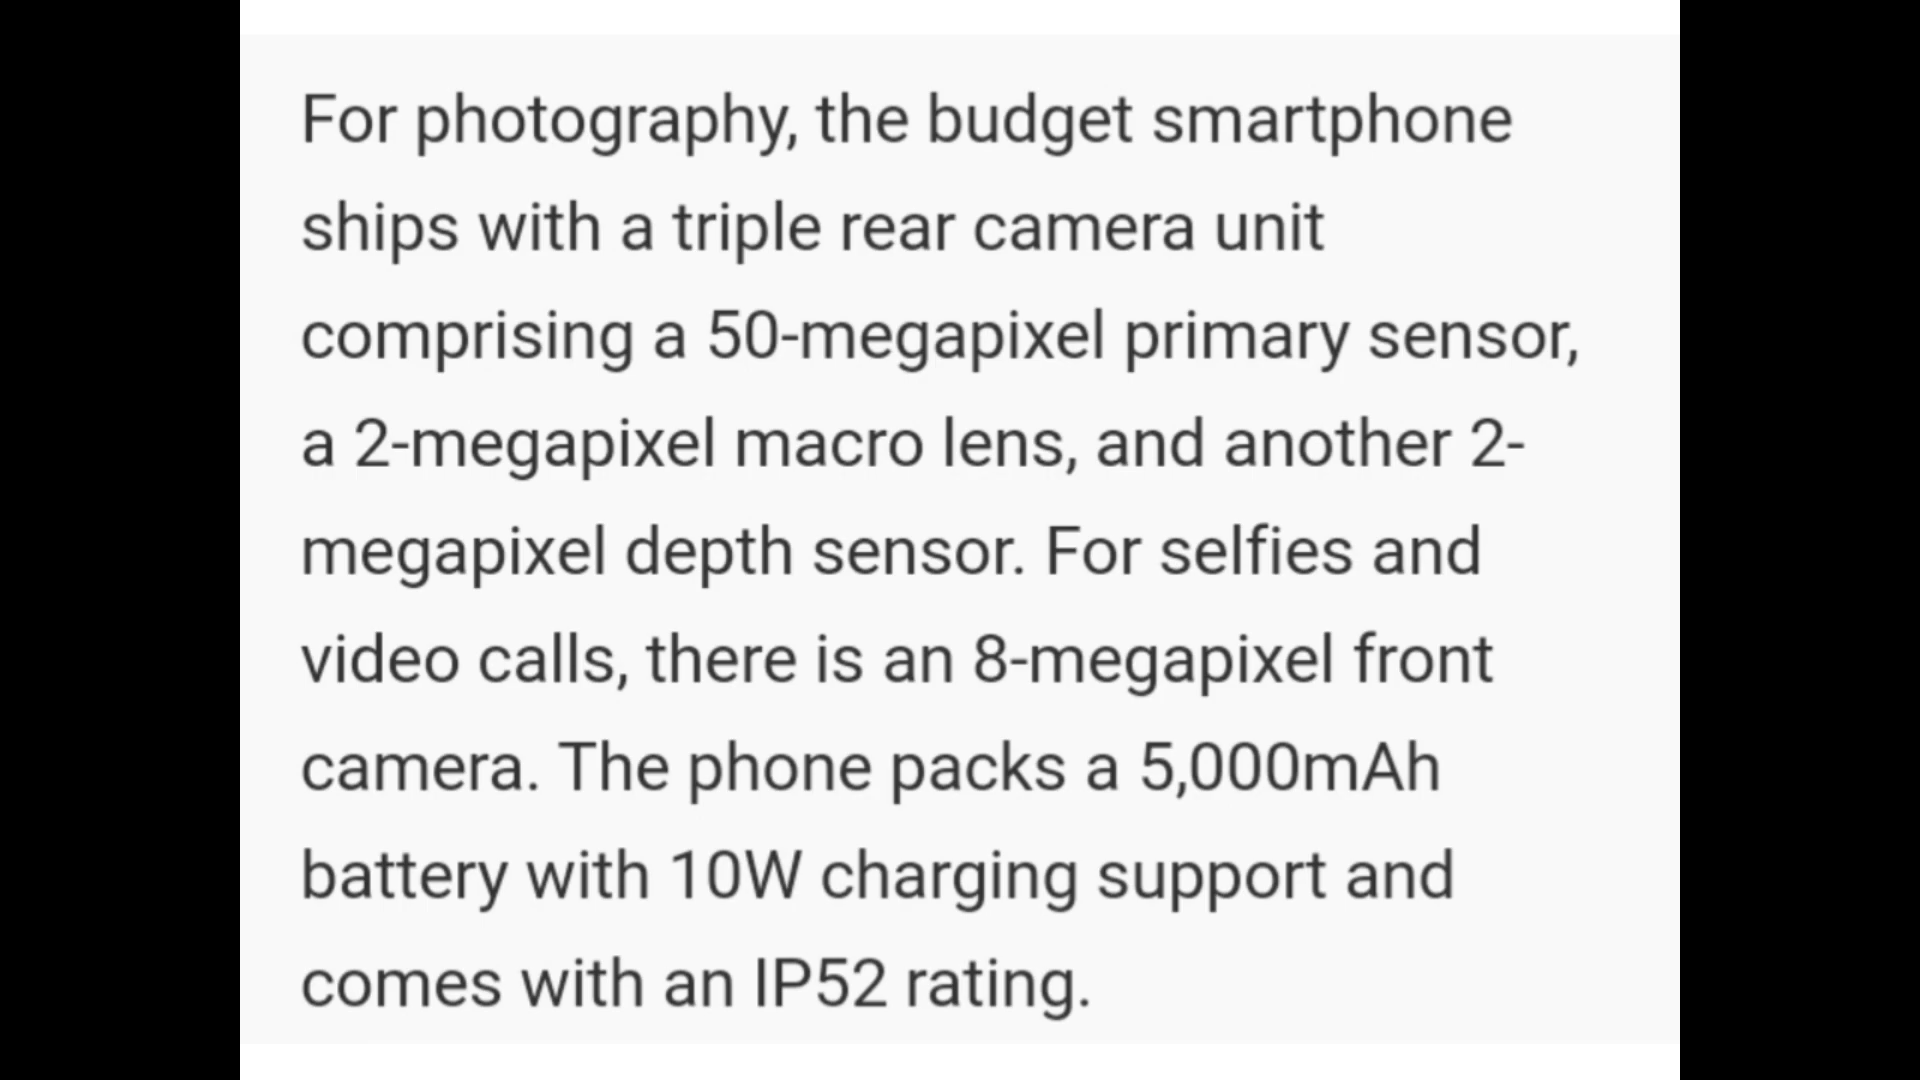 For photography, the budget smartphone
ships with a triple rear camera unit
comprising a 50-megapixel primary sensor,
a 2-megapixel macro lens, and another 2-
megapixel depth sensor. For selfies and
video calls, there is an 8-megapixel front
camera. The phone packs a 5,000mAh
battery with 10W charging support and
comes with an IP52 rating.